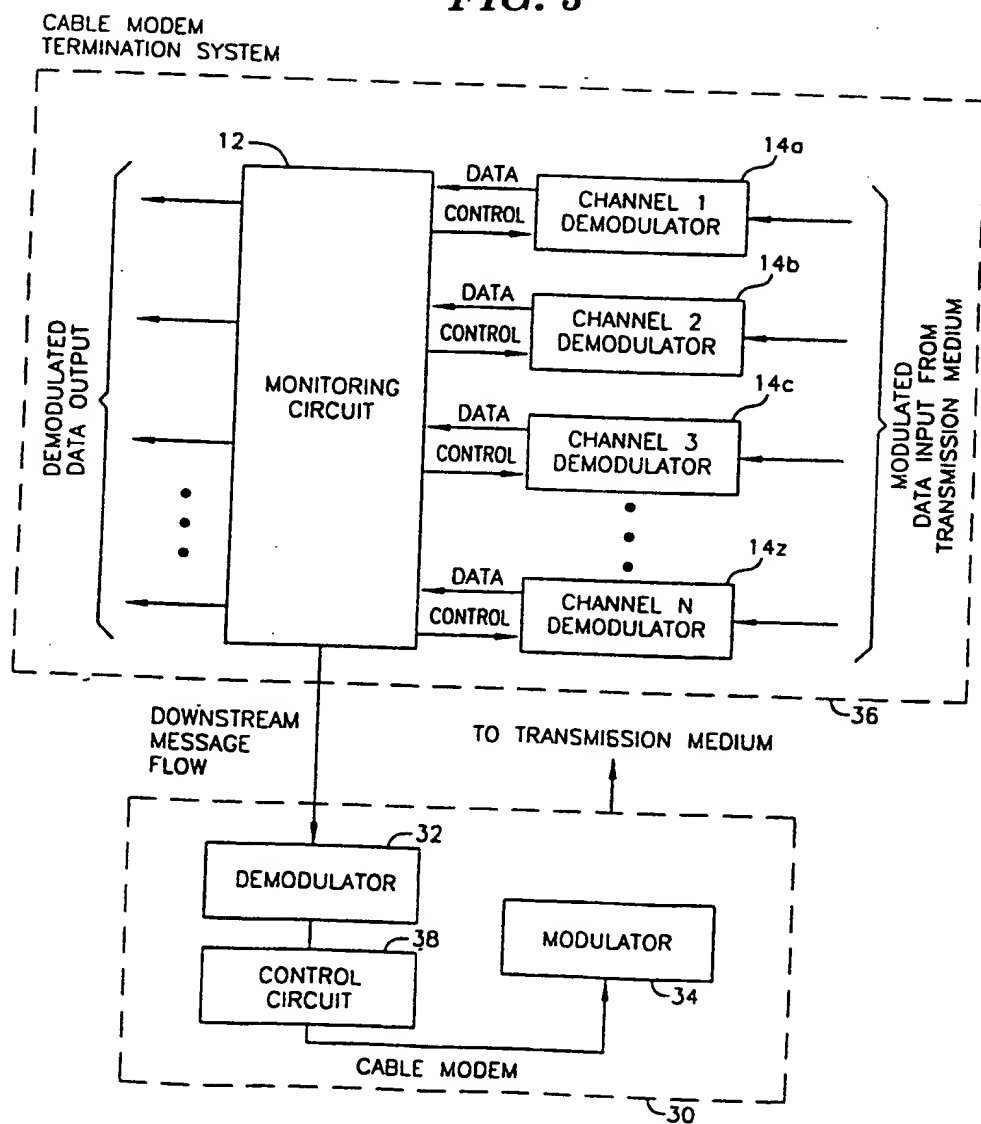 CABLE MODEM
TERMINATION SYSTEM
12
14a
DATA
CONTROL
CHANNEL 1
DEMODULATOR
14b
DATA
CONTROL
CHANNEL 2
DEMODULATOR
DEMODULATED
DATA OUTPUT
MONITORING
CIRCUIT
14c
DATA
CONTROL
CHANNEL 3
DEMODULATOR
MODULATED
DATA INPUT FROM
TRANSMISSION MEDIUM
14z
DATA
CONTROL
CHANNEL N
DEMODULATOR
36
DOWNSTREAM
MESSAGE
FLOW
TO TRANSMISSION MEDIUM
32
DEMODULATOR
38
CONTROL
CIRCUIT
MODULATOR
34
CABLE MODEM
30